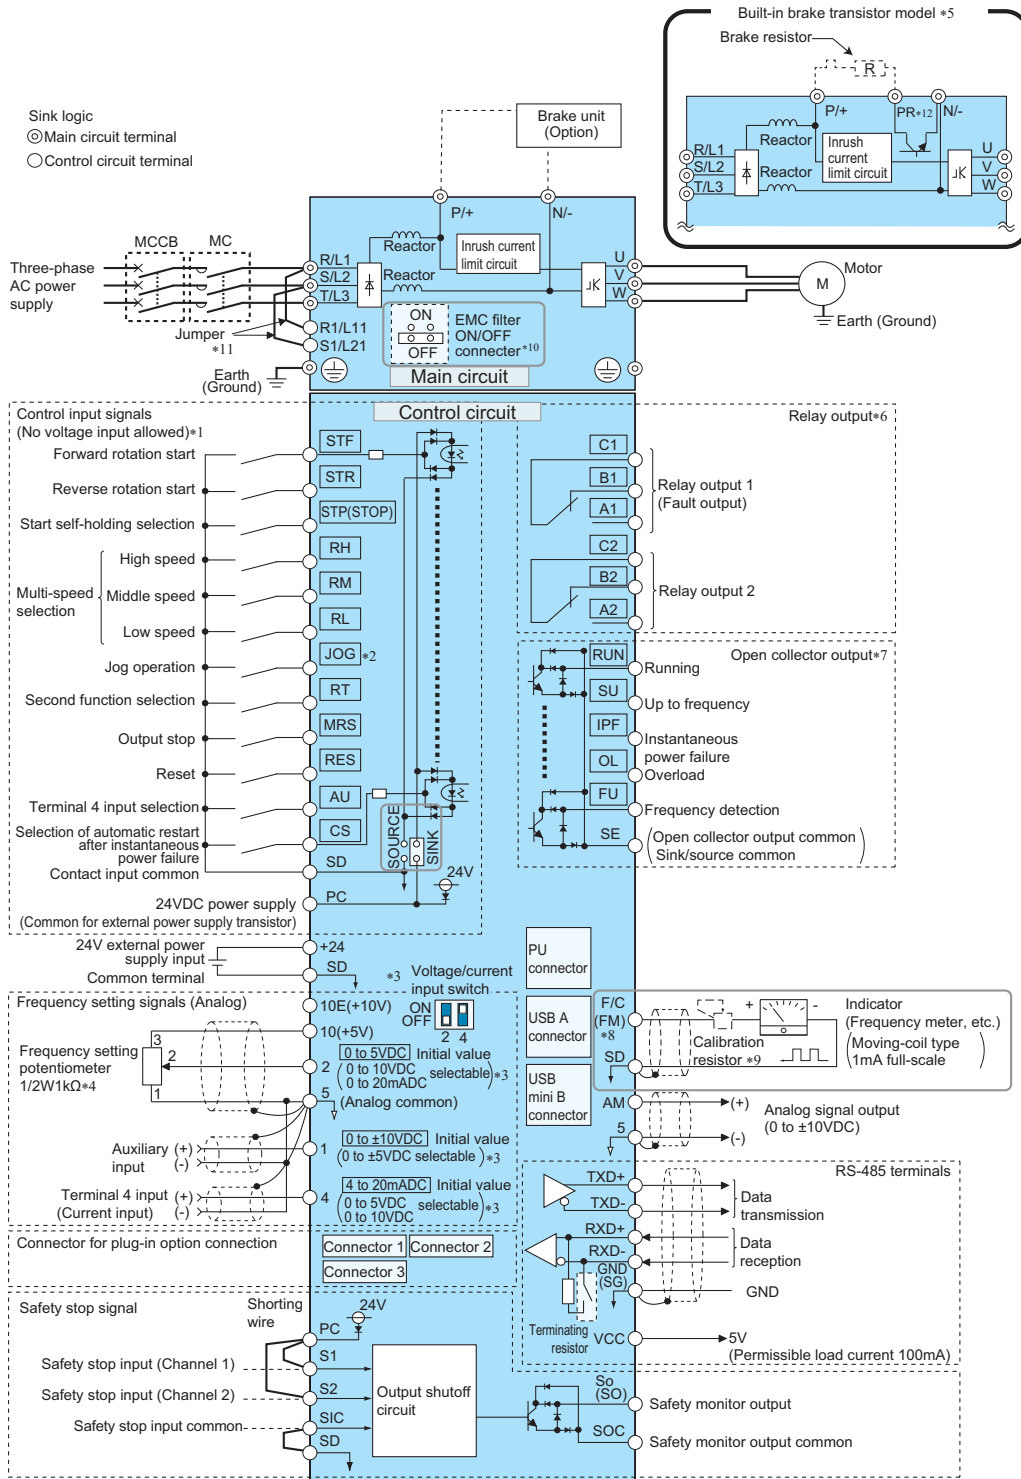 Built-in brake transistor model *5
Brake resistor
R
P/+
PR*12
N/-
Reactor
R/L1
S/L2
T/L3
Reactor
Inrush
current
limit circuit
U
V
W
Sink logic
Main circuit terminal
Control circuit terminal
Brake unit
(Option)
P/+
N/-
MCCB
MC
Three-phase
AC power
supply
R/L1
S/L2
T/L3
R1/L11
S1/L21
Jumper
*11
Earth
(Ground)
Reactor
Reactor
Inrush current
limit circuit
U
V
W
Motor
M
Earth (Ground)
ON
OFF
EMC filter
ON/OFF
connecter*10
Main circuit
Control circuit
Control input signals
(No voltage input allowed)*1
Forward rotation start
STF
Reverse rotation start
STR
Start self-holding selection
STP(STOP)
Multi-speed
selection
High speed
RH
Middle speed
RM
Low speed
RL
Jog operation
JOG *2
Second function selection
RT
Output stop
MRS
Reset
RES
Terminal 4 input selection
AU
Selection of automatic restart
after instantaneous
power failure
CS
Contact input common
SD
SOURCE
SINK
24V
24VDC power supply
(Common for external power supply transistor)
PC
24V external power
supply input
+24
Common terminal
SD
Relay output*6
C1
B1
A1
Relay output 1
(Fault output)
C2
B2
A2
Relay output 2
Open collector output*7
RUN
Running
SU
Up to frequency
IPF
Instantaneous
power failure
OL
Overload
FU
Frequency detection
SE
(Open collector output common
Sink/source common)
*3 Voltage/current
input switch
ON
OFF
2 4
Frequency setting signals (Analog)
10E(+10V)
10(+5V)
Frequency setting
potentiometer
1/2W1kΩ*4
3
2
1
2
0 to 5VDC Initial value
(0 to 10VDC
0 to 20mADC selectable)*3
5
(Analog common)
Auxiliary
input
(+)
(-)
1
0 to ±10VDC Initial value
(0 to ±5VDC selectable)*3
Terminal 4 input
(Current input)
(+)
(-)
4
4 to 20mADC Initial value
(0 to 5VDC
0 to 10VDC selectable)*3
PU
connector
USB A
connector
USB
mini B
connector
F/C
(FM)
*8
SD
Calibration
resistor *9
+
-
Indicator
(Frequency meter, etc.)
(Moving-coil type
1mA full-scale)
AM
5
(+)
(-)
Analog signal output
(0 to ±10VDC)
RS-485 terminals
TXD+
TXD-
Data
transmission
RXD+
RXD-
Data
reception
GND
(SG)
GND
Terminating
resistor
VCC
5V
(Permissible load current 100mA)
Connector for plug-in option connection
Connector 1
Connector 2
Connector 3
Safety stop signal
Shorting
wire
24V
PC
Safety stop input (Channel 1)
S1
Safety stop input (Channel 2)
S2
Safety stop input common
SIC
SD
Output shutoff
circuit
So
(SO)
Safety monitor output
SOC
Safety monitor output common